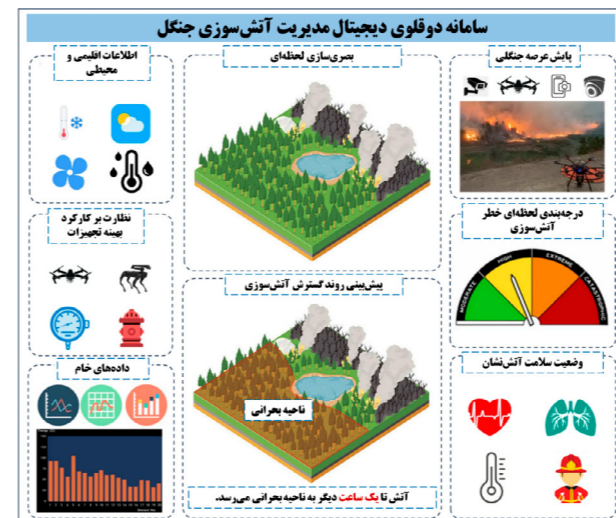 سامانه دوقلوی دیجیتال مدیریت آتش‌سوزی جنگل
پایش عرصه جنگلی
بصری‌سازی لحظه‌ای
اطلاعات اقلیمی و
محیطی
درجه‌بندی لحظه‌ای خطر
آتش‌سوزی
MODERATE
HIGH
EXTREME
CATASTROPHIC
نظارت بر کارکرد
بهینه تجهیزات
پیش‌بینی روند گسترش آتش‌سوزی
ناحیه بحرانی
آتش تا یک ساعت دیگر به ناحیه بحرانی می‌رسد.
وضعیت سلامت آتش‌نشان
داده‌های خام